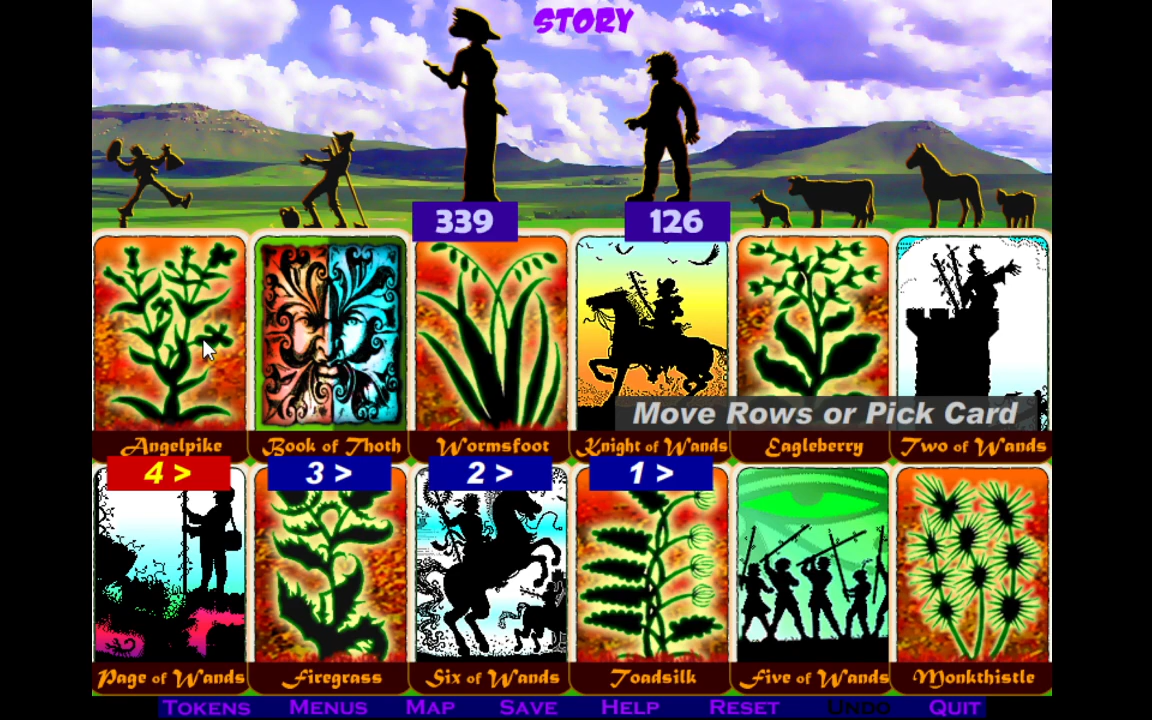 STORY
339
126
Move Rows or Pick Card
Angelpike
Book of Thoth
Wormsfoot
Knight of Wands
Eagleberry
Two of Wands
4 >
3 >
2 >
1 >
Page of Wands
Firegrass
Six of Wands
Toadsilk
Five of Wands
Monkthistle
TOKENS MENUS MAP SAVE HELP RESET UNDO QUIT